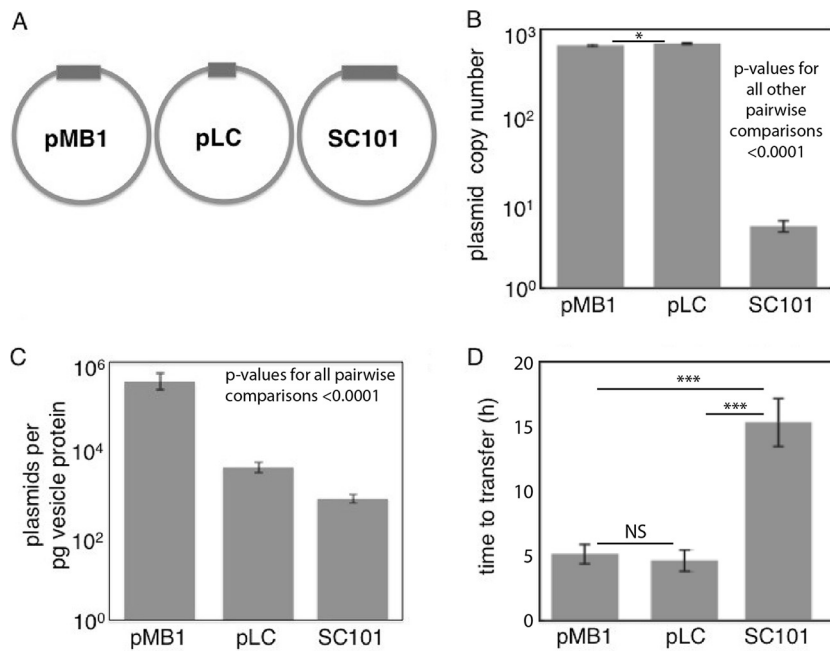 A
pMB1
pLC
SC101
B
plasmid copy number
10³
10²
10¹
10⁰
*
p-values for
all other
pairwise
comparisons
<0.0001
pMB1
pLC
SC101
C
plasmids per
pg vesicle protein
10⁶
10⁴
10²
10⁰
p-values for all pairwise
comparisons <0.0001
pMB1
pLC
SC101
D
time to transfer (h)
20
15
10
5
0
***
***
NS
pMB1
pLC
SC101